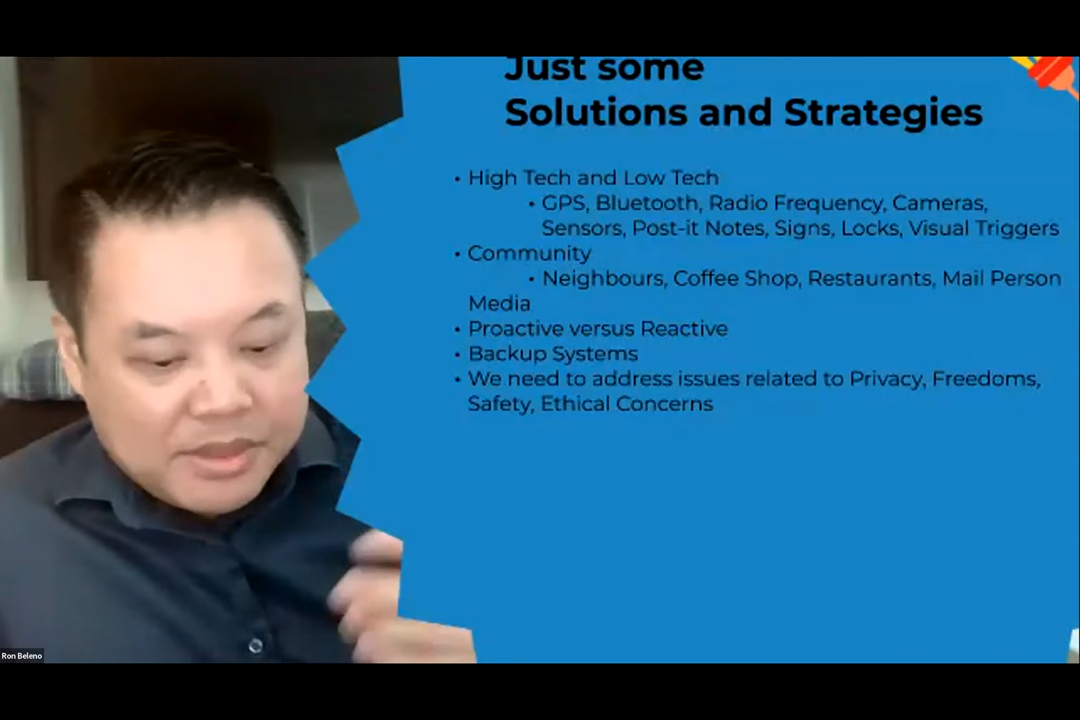 Just some
Solutions and Strategies
• High Tech and Low Tech
• GPS, Bluetooth, Radio Frequency, Cameras,
Sensors, Post-it Notes, Signs, Locks, Visual Triggers
• Community
• Neighbours, Coffee Shop, Restaurants, Mail Person
Media
• Proactive versus Reactive
• Backup Systems
• We need to address issues related to Privacy, Freedoms,
Safety, Ethical Concerns
Ron Beleno